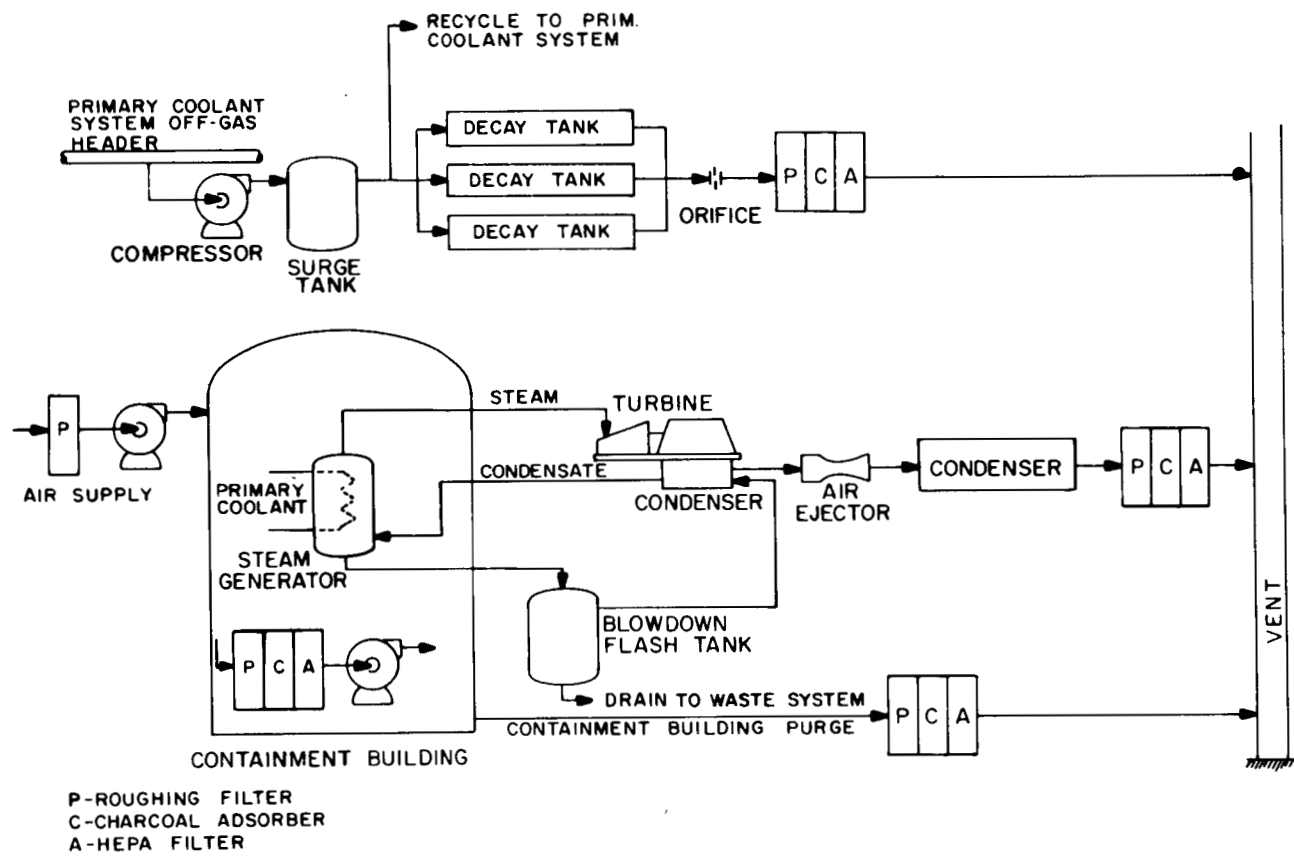 RECYCLE TO PRIM.
COOLANT SYSTEM
PRIMARY COOLANT
SYSTEM OFF-GAS
HEADER
COMPRESSOR
SURGE
TANK
DECAY TANK
DECAY TANK
DECAY TANK
ORIFICE
P C A
P
AIR SUPPLY
STEAM
TURBINE
CONDENSATE
CONDENSER
PRIMARY
COOLANT
STEAM
GENERATOR
AIR
EJECTOR
CONDENSER
P C A
BLOWDOWN
FLASH TANK
P C A
DRAIN TO WASTE SYSTEM
CONTAINMENT BUILDING PURGE
P C A
VENT
CONTAINMENT BUILDING
P-ROUGHING FILTER
C-CHARCOAL ADSORBER
A-HEPA FILTER